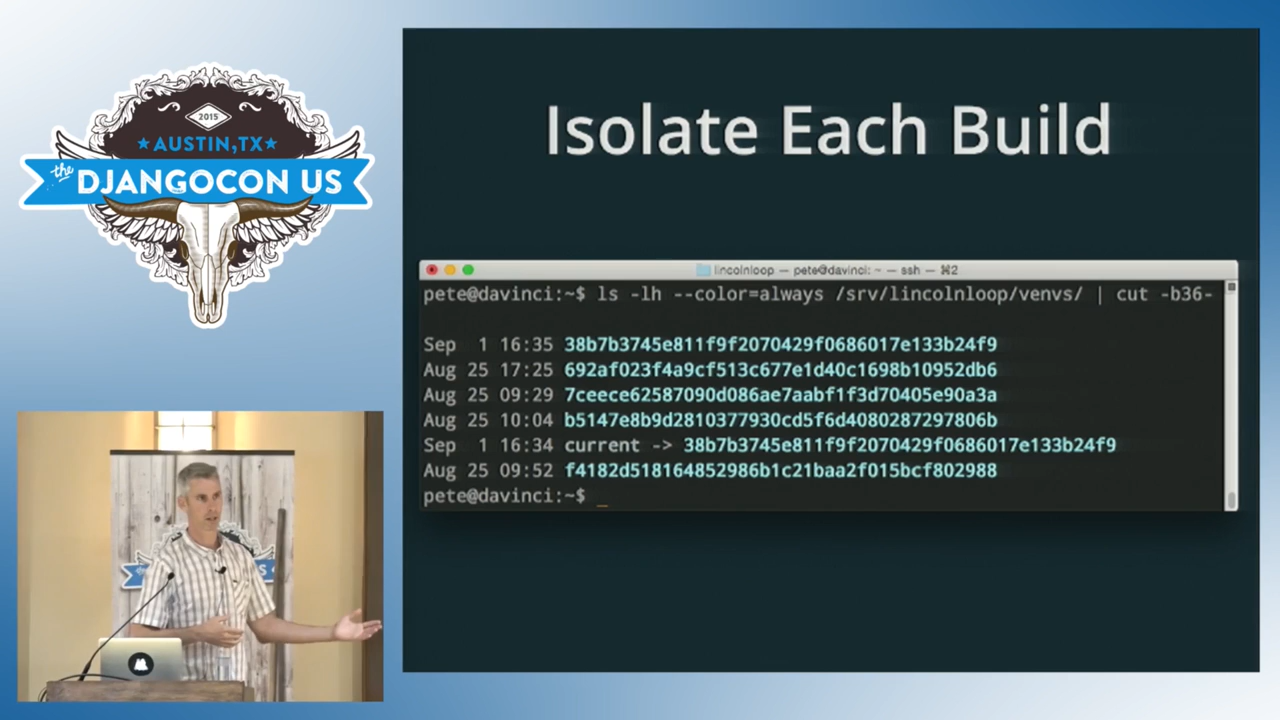 2015
AUSTIN, TX
the
DJANGOCON US
Isolate Each Build
lincolnloop — pete@davinci: ~ — ssh — ⌘2
pete@davinci:~$ ls -lh --color=always /srv/lincolnloop/venvs/ | cut -b36-
Sep  1 16:35 38b7b3745e811f9f2070429f0686017e133b24f9
Aug 25 17:25 692af023f4a9cf513c677e1d40c1698b10952db6
Aug 25 09:29 7ceece62587090d086ae7aabf1f3d70405e90a3a
Aug 25 10:04 b5147e8b9d2810377930cd5f6d4080287297806b
Sep  1 16:34 current -> 38b7b3745e811f9f2070429f0686017e133b24f9
Aug 25 09:52 f4182d518164852986b1c21baa2f015bcf802988
pete@davinci:~$ _